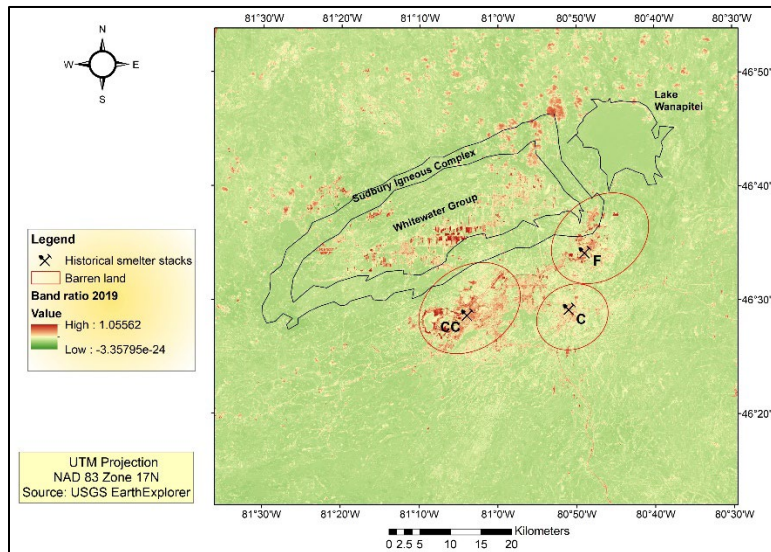 81°30'W 81°20'W 81°10'W 81°0'W 80°50'W 80°40'W 80°30'W
N
W E
S
46°50'N
Lake
Wanapitei
46°40'N
Sudbury Igneous Complex
Whitewater Group
Legend
Historical smelter stacks
Barren land
Band ratio 2019
Value
High : 1.05562
Low : -3.35795e-24
F
46°30'N
C
CC
46°20'N
UTM Projection
NAD 83 Zone 17N
Source: USGS EarthExplorer
81°30'W 81°20'W 81°10'W 81°0'W 80°50'W 80°40'W 80°30'W
Kilometers
0 2.5 5 10 15 20